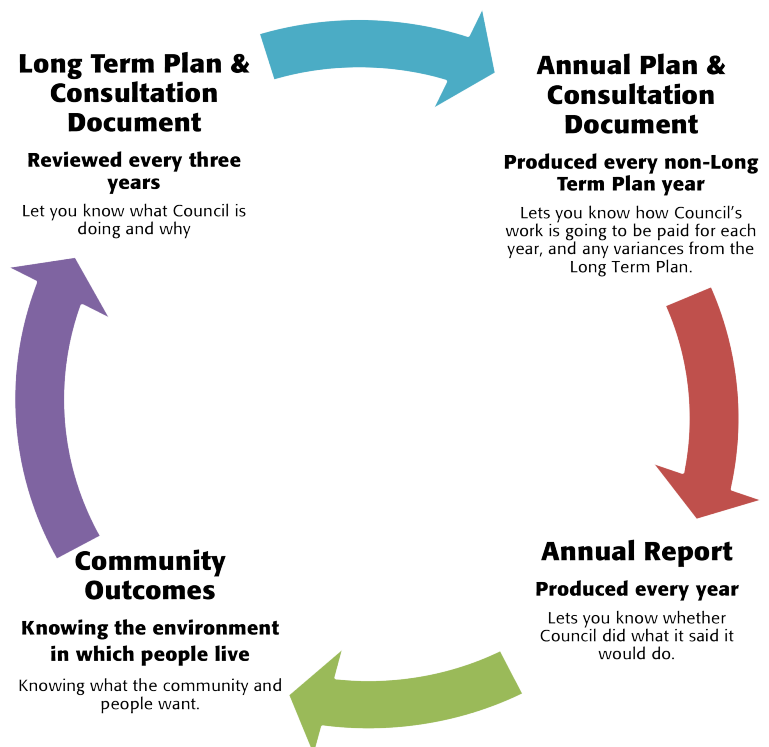 Long Term Plan &
Consultation
Document
Reviewed every three
years
Let you know what Council is
doing and why
Annual Plan &
Consultation
Document
Produced every non-Long
Term Plan year
Lets you know how Council’s
work is going to be paid for each
year, and any variances from the
Long Term Plan.
Annual Report
Produced every year
Lets you know whether
Council did what it said it
would do.
Community
Outcomes
Knowing the environment
in which people live
Knowing what the community and
people want.